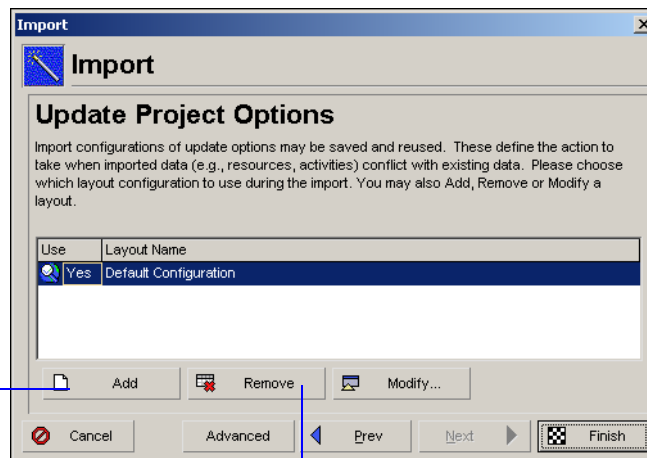 Import
Import
Update Project Options
Import configurations of update options may be saved and reused. These define the action to
take when imported data (e.g., resources, activities) conflict with existing data. Please choose
which layout configuration to use during the import. You may also Add, Remove or Modify a
layout.
Use Layout Name
Yes Default Configuration
Add Remove Modify...
Cancel Advanced Prev Next Finish